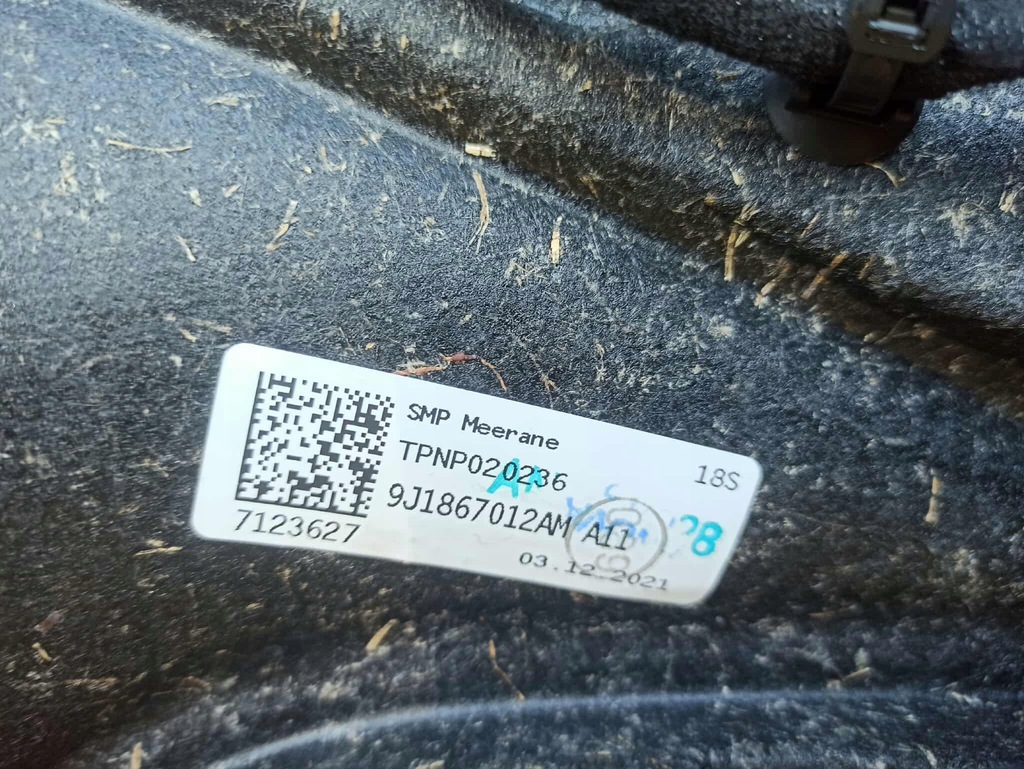 SMP Meerane
TPNP020236
18S
9J1867012AM A11
7123627
03.12.2021